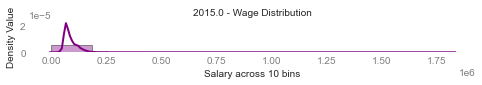 2015.0 - Wage Distribution
1e-5
Density Value
2
0
0.00 0.25 0.50 0.75 1.00 1.25 1.50 1.75
1e6
Salary across 10 bins